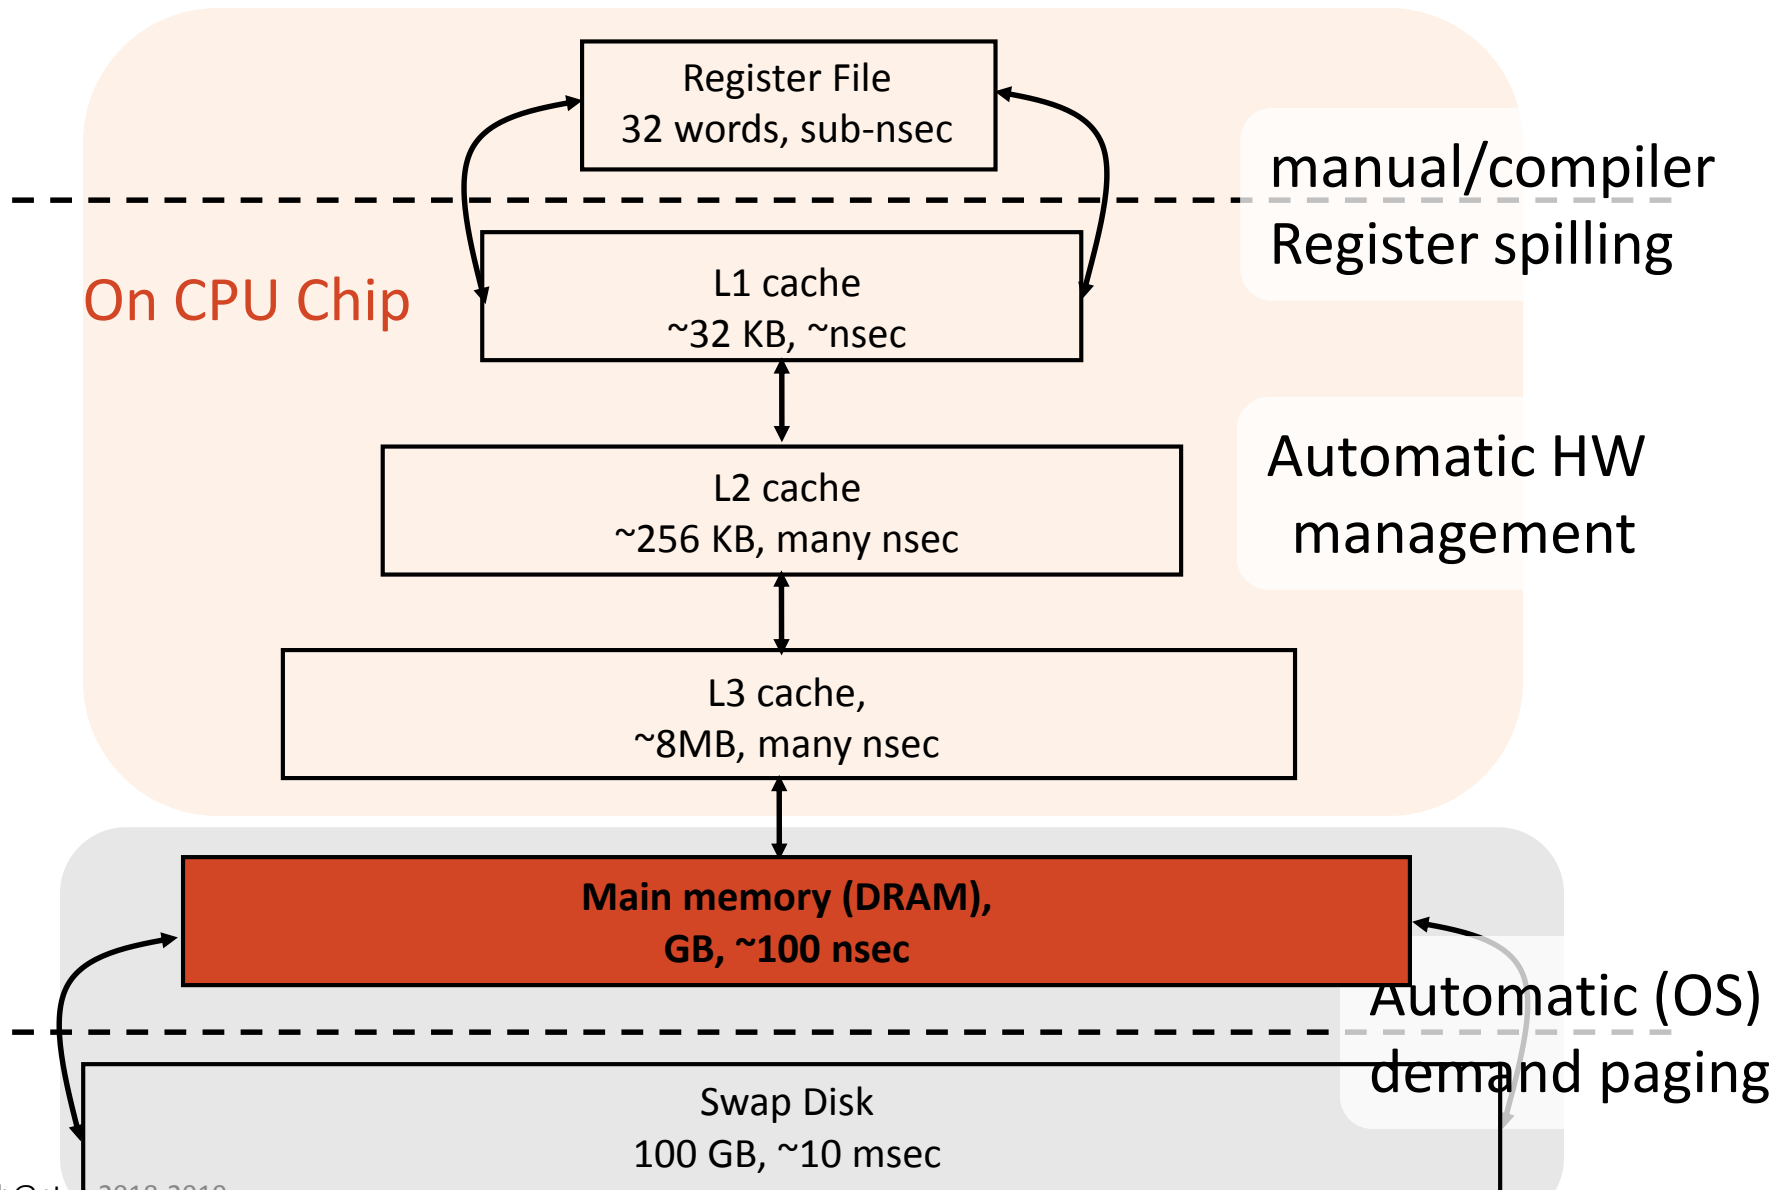 Register File
32 words, sub-nsec
manual/compiler
Register spilling
On CPU Chip
L1 cache
~32 KB, ~nsec
Automatic HW
management
L2 cache
~256 KB, many nsec
L3 cache,
~8MB, many nsec
Main memory (DRAM),
GB, ~100 nsec
Automatic (OS)
demand paging
Swap Disk
100 GB, ~10 msec